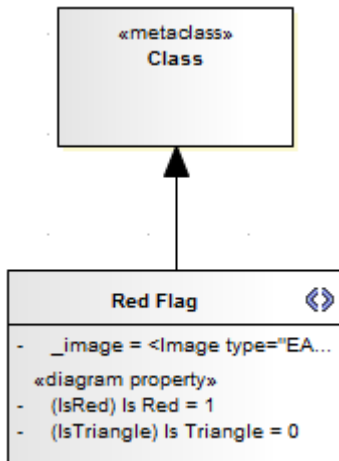 «metaclass»
Class
Red Flag
- _image = <Image type="EA...
«diagram property»
- (IsRed) Is Red = 1
- (IsTriangle) Is Triangle = 0